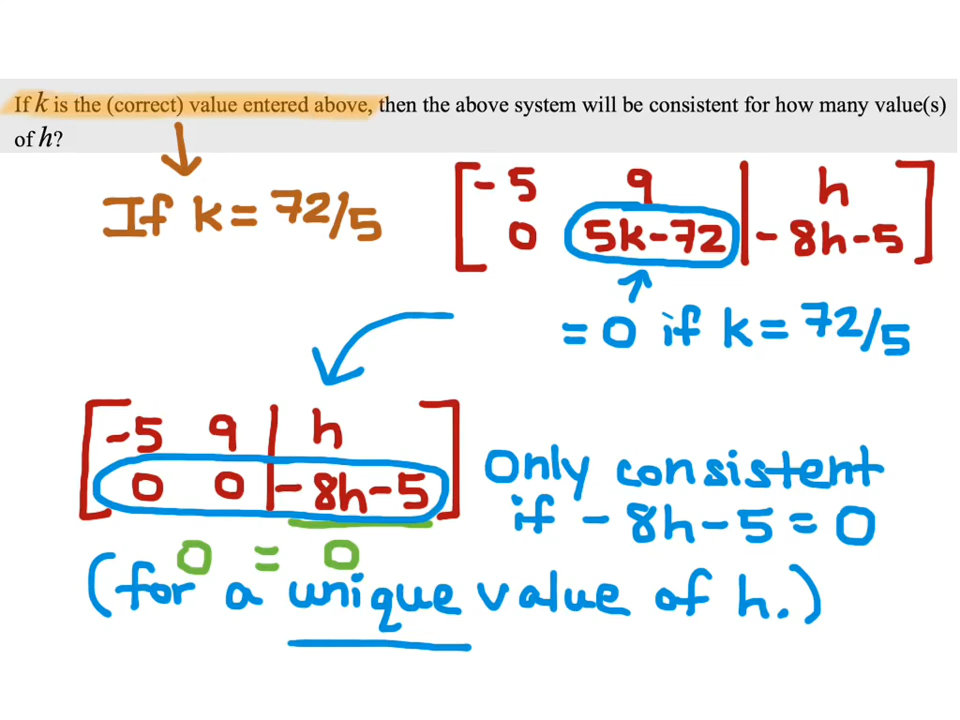 If k is the (correct) value entered above, then the above system will be consistent for how many value(s)
of h?
If k = 72/5
-5 9 h
0 5k-72 -8h-5
= 0 if k = 72/5
-5 9 h
0 0 -8h-5
0 = 0
Only consistent
if -8h-5=0
(for a unique value of h.)